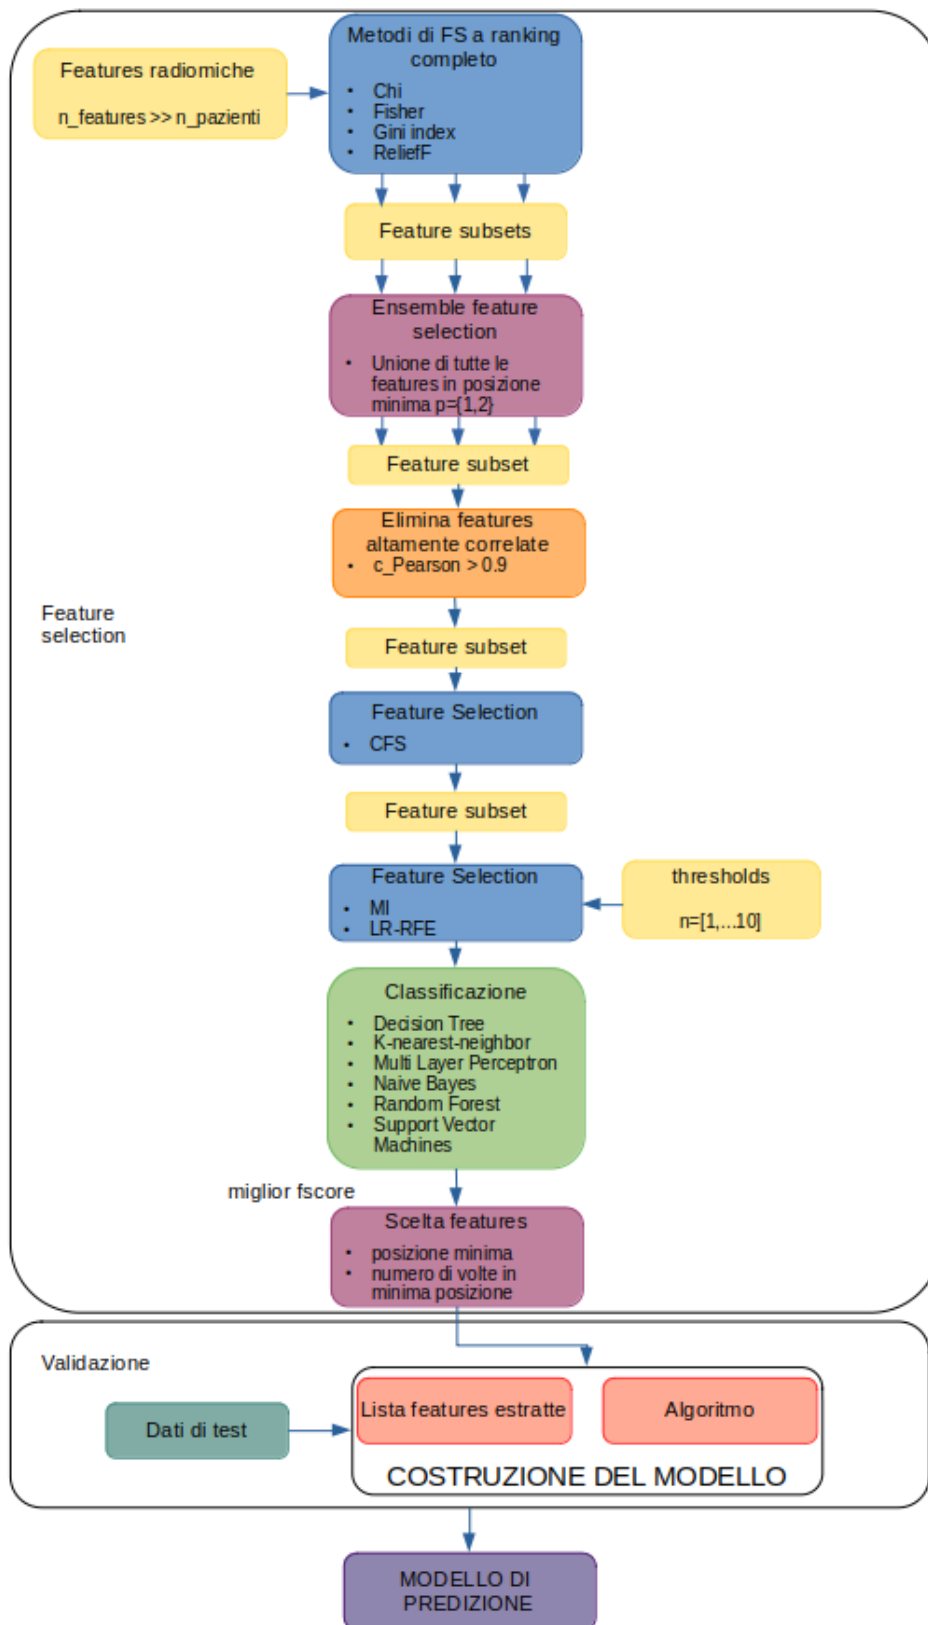 Metodi di FS a ranking
completo
• Chi
• Fisher
• Gini index
• ReliefF
Features radiomiche
n_features >> n_pazienti
Feature subsets
Ensemble feature
selection
• Unione di tutte le
features in posizione
minima p={1,2}
Feature subset
Elimina features
altamente correlate
• c_Pearson > 0.9
Feature
selection
Feature subset
Feature Selection
• CFS
Feature subset
Feature Selection
• MI
• LR-RFE
thresholds
n=[1,...10]
Classificazione
• Decision Tree
• K-nearest-neighbor
• Multi Layer Perceptron
• Naive Bayes
• Random Forest
• Support Vector
Machines
miglior fscore
Scelta features
• posizione minima
• numero di volte in
minima posizione
Validazione
Dati di test
Lista features estratte
Algoritmo
COSTRUZIONE DEL MODELLO
MODELLO DI
PREDIZIONE